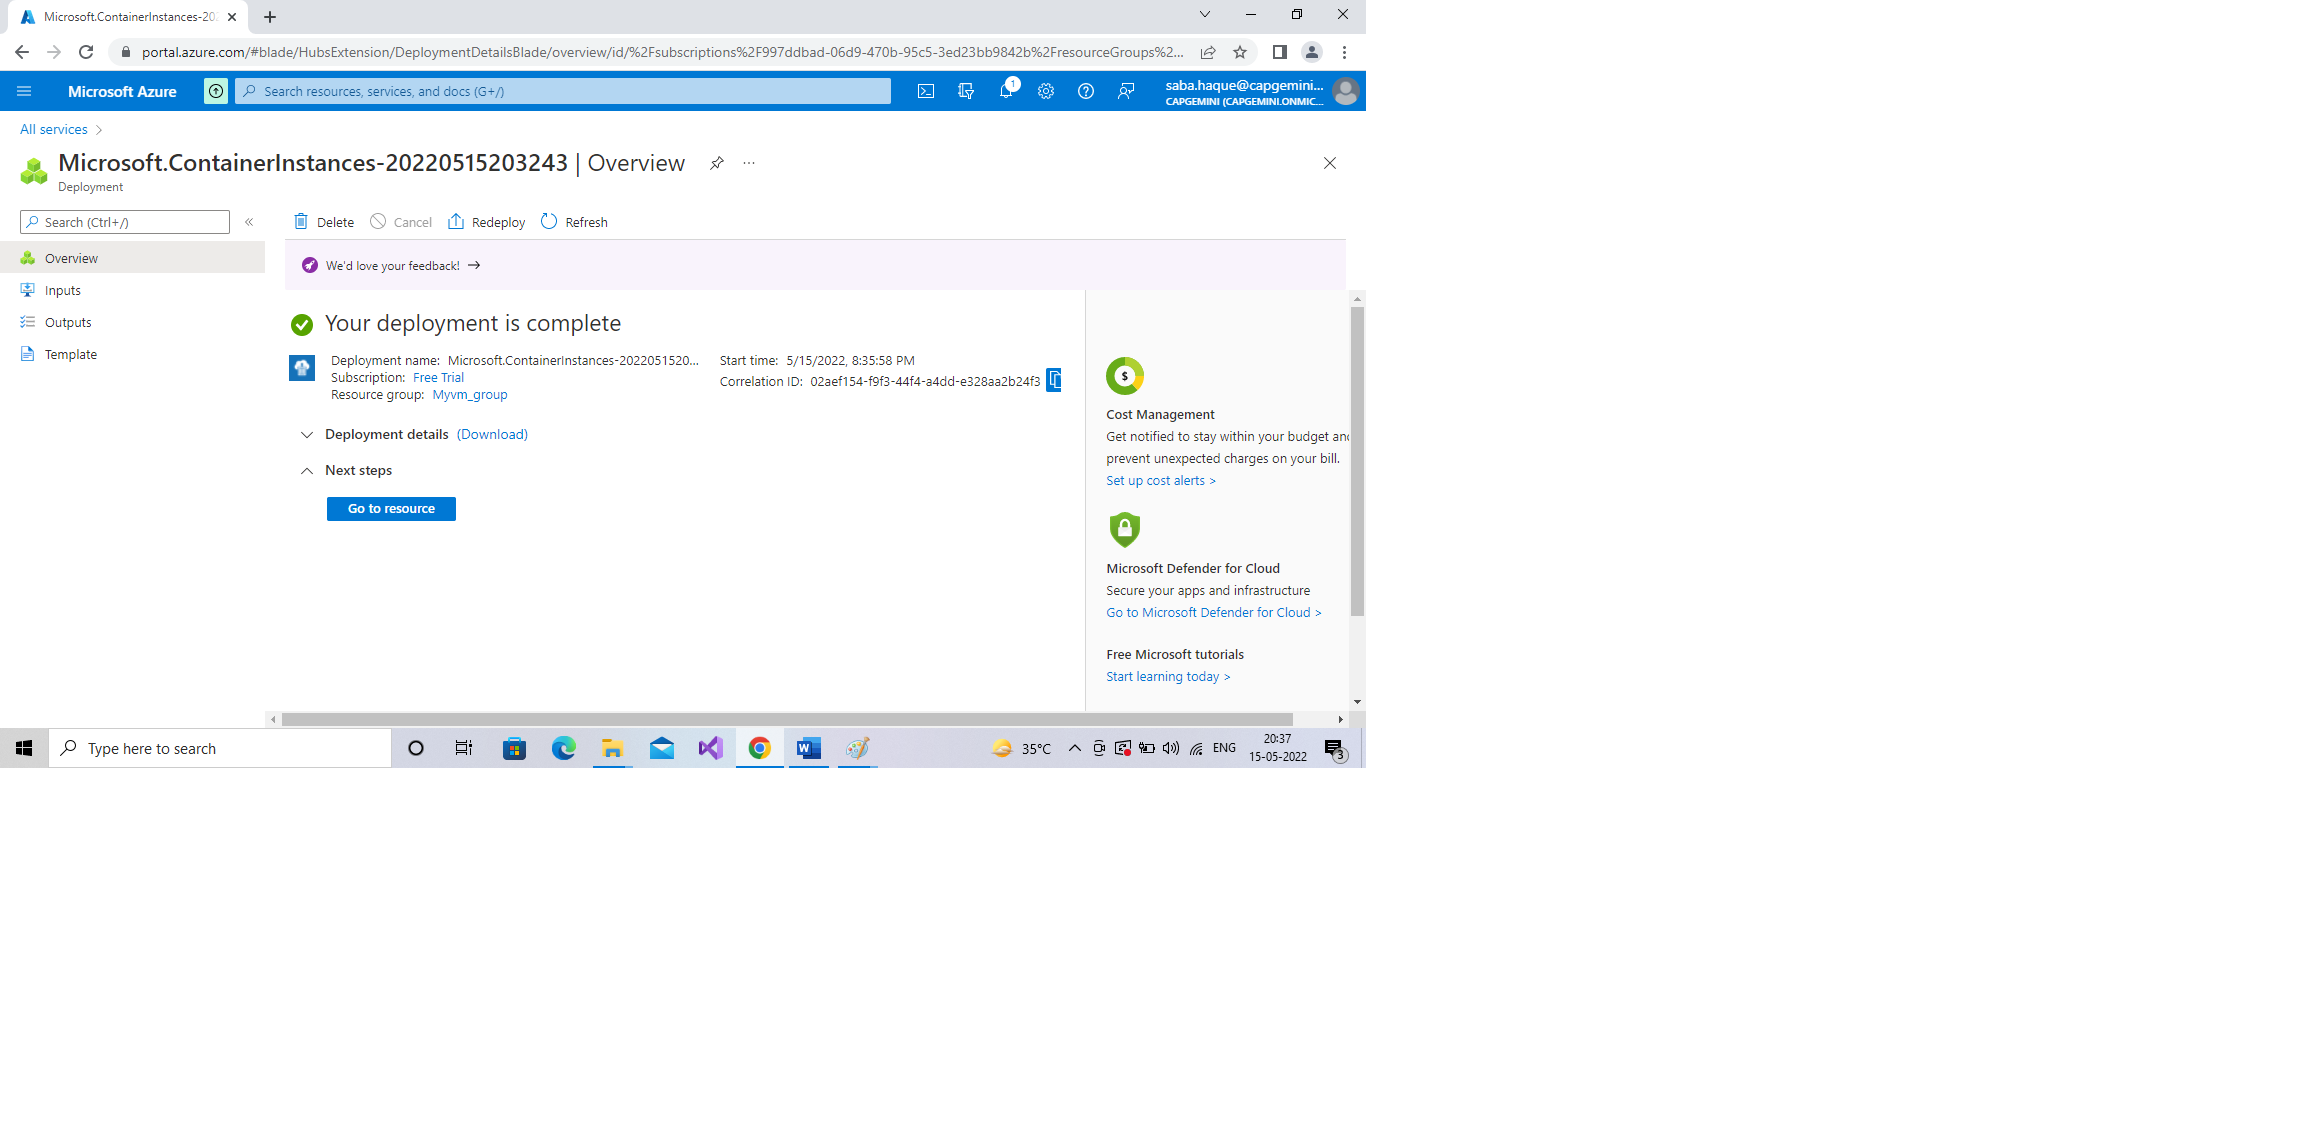 Microsoft.ContainerInstances-202
portal.azure.com/#blade/HubsExtension/DeploymentDetailsBlade/overview/id/%2Fsubscriptions%2F997ddbad-06d9-470b-95c5-3ed23bb9842b%2FresourceGroups%2...
Microsoft Azure
Search resources, services, and docs (G+/)
1
saba.haque@capgemini...
CAPGEMINI (CAPGEMINI.ONMIC...
All services
Microsoft.ContainerInstances-20220515203243 | Overview
Deployment
Search (Ctrl+/)
Delete Cancel Redeploy Refresh
Overview
Inputs
Outputs
Template
We'd love your feedback!
Your deployment is complete
Deployment name: Microsoft.ContainerInstances-2022051520...
Subscription: Free Trial
Resource group: Myvm_group
Start time: 5/15/2022, 8:35:58 PM
Correlation ID: 02aef154-f9f3-44f4-a4dd-e328aa2b24f3
Deployment details (Download)
Next steps
Go to resource
Cost Management
Get notified to stay within your budget and
prevent unexpected charges on your bill.
Set up cost alerts >
Microsoft Defender for Cloud
Secure your apps and infrastructure
Go to Microsoft Defender for Cloud >
Free Microsoft tutorials
Start learning today >
Type here to search
35°C
ENG
20:37
15-05-2022
3